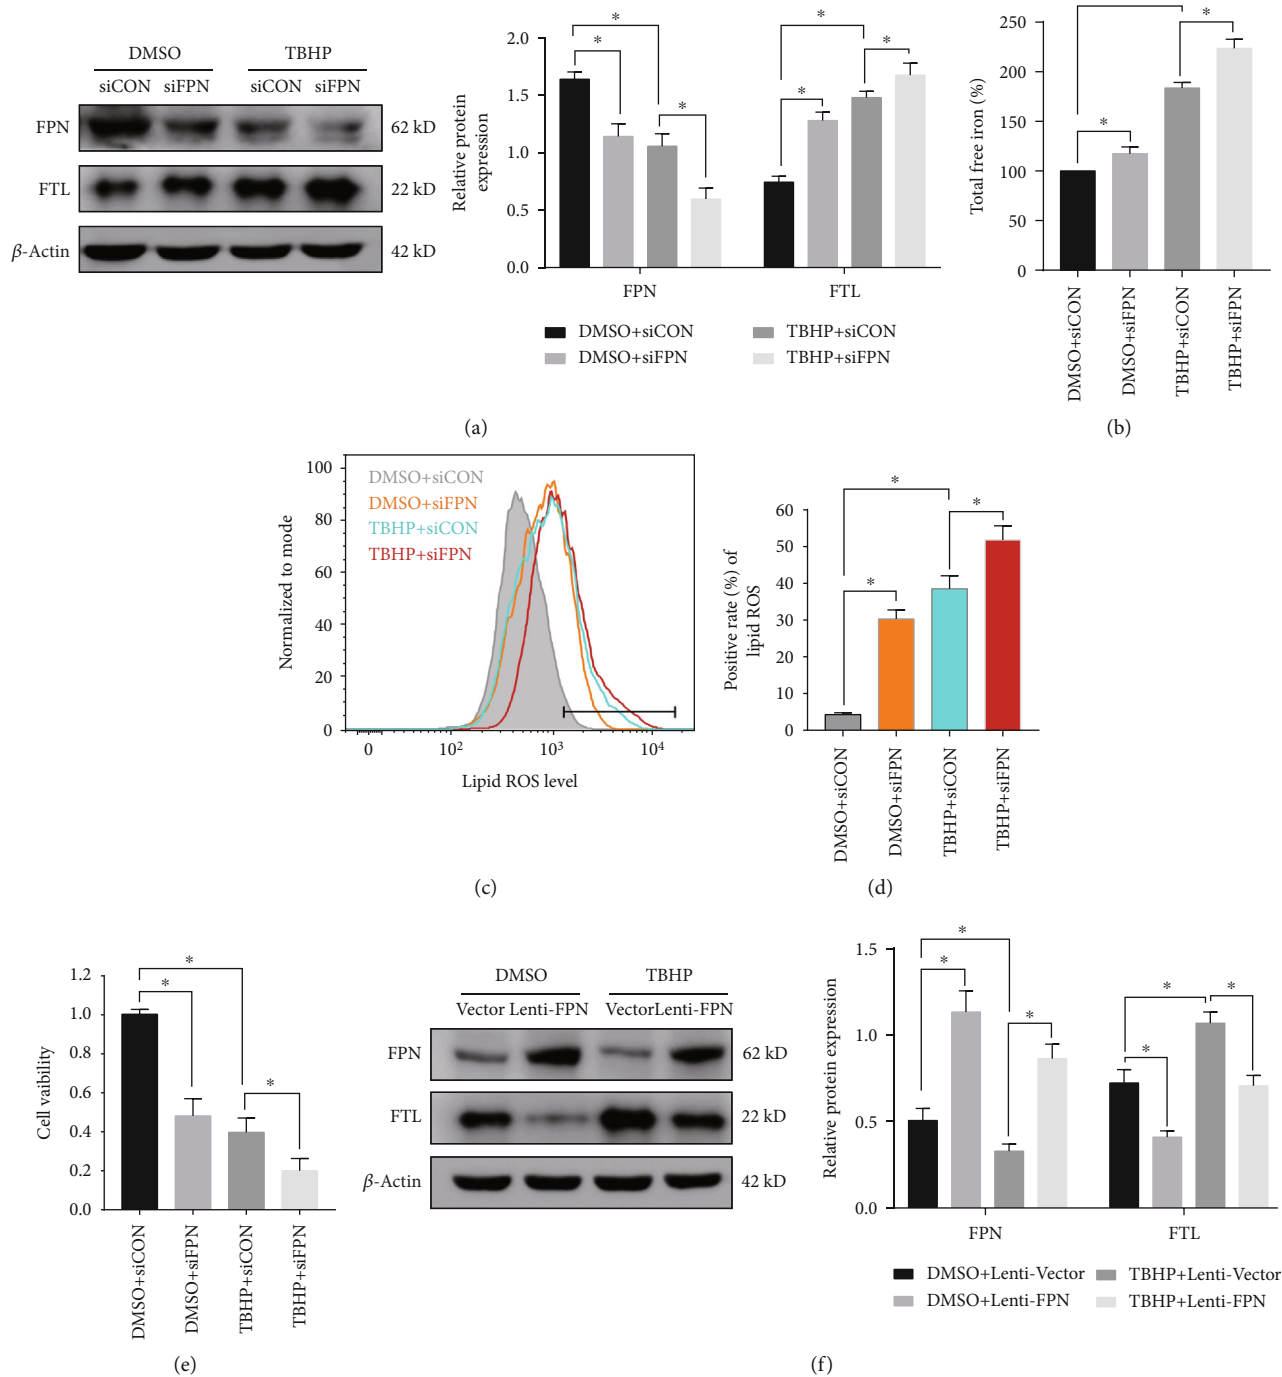 DMSO TBHP
siCON siFPN siCON siFPN
FPN 62 kD
FTL 22 kD
β-Actin 42 kD
Relative protein
expression
2.0
1.5
1.0
0.5
0.0
* * * * * *
FPN FTL
DMSO+siCON TBHP+siCON
DMSO+siFPN TBHP+siFPN
(a)
Total free iron (%)
250
200
150
100
50
0
* *
DMSO+siCON
DMSO+siFPN
TBHP+siCON
TBHP+siFPN
(b)
Normalized to mode
100
80
60
40
20
0
DMSO+siCON
DMSO+siFPN
TBHP+siCON
TBHP+siFPN
0 10² 10³ 10⁴
Lipid ROS level
(c)
Positive rate (%) of
lipid ROS
60
50
40
30
20
10
0
* * *
DMSO+siCON
DMSO+siFPN
TBHP+siCON
TBHP+siFPN
(d)
Cell vaibility
1.2
1.0
0.8
0.6
0.4
0.2
0.0
* * *
DMSO+siCON
DMSO+siFPN
TBHP+siCON
TBHP+siFPN
(e)
DMSO TBHP
Vector Lenti-FPN VectorLenti-FPN
FPN 62 kD
FTL 22 kD
β-Actin 42 kD
Relative protein expression
1.5
1.0
0.5
0.0
* * * * * *
FPN FTL
DMSO+Lenti-Vector TBHP+Lenti-Vector
DMSO+Lenti-FPN TBHP+Lenti-FPN
(f)